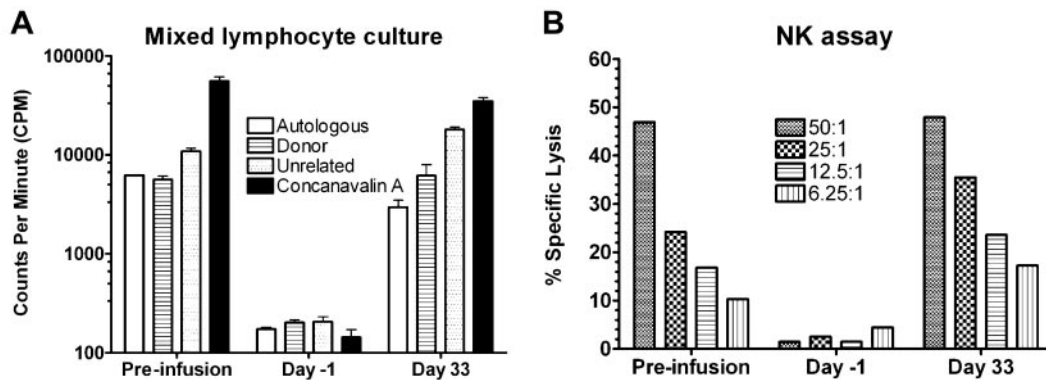 A
Mixed lymphocyte culture
Counts Per Minute (CPM)
100000
10000
1000
100
Autologous
Donor
Unrelated
Concanavalin A
Pre-infusion Day -1 Day 33
B
NK assay
% Specific Lysis
60
50
40
30
20
10
0
50:1
25:1
12.5:1
6.25:1
Pre-infusion Day -1 Day 33